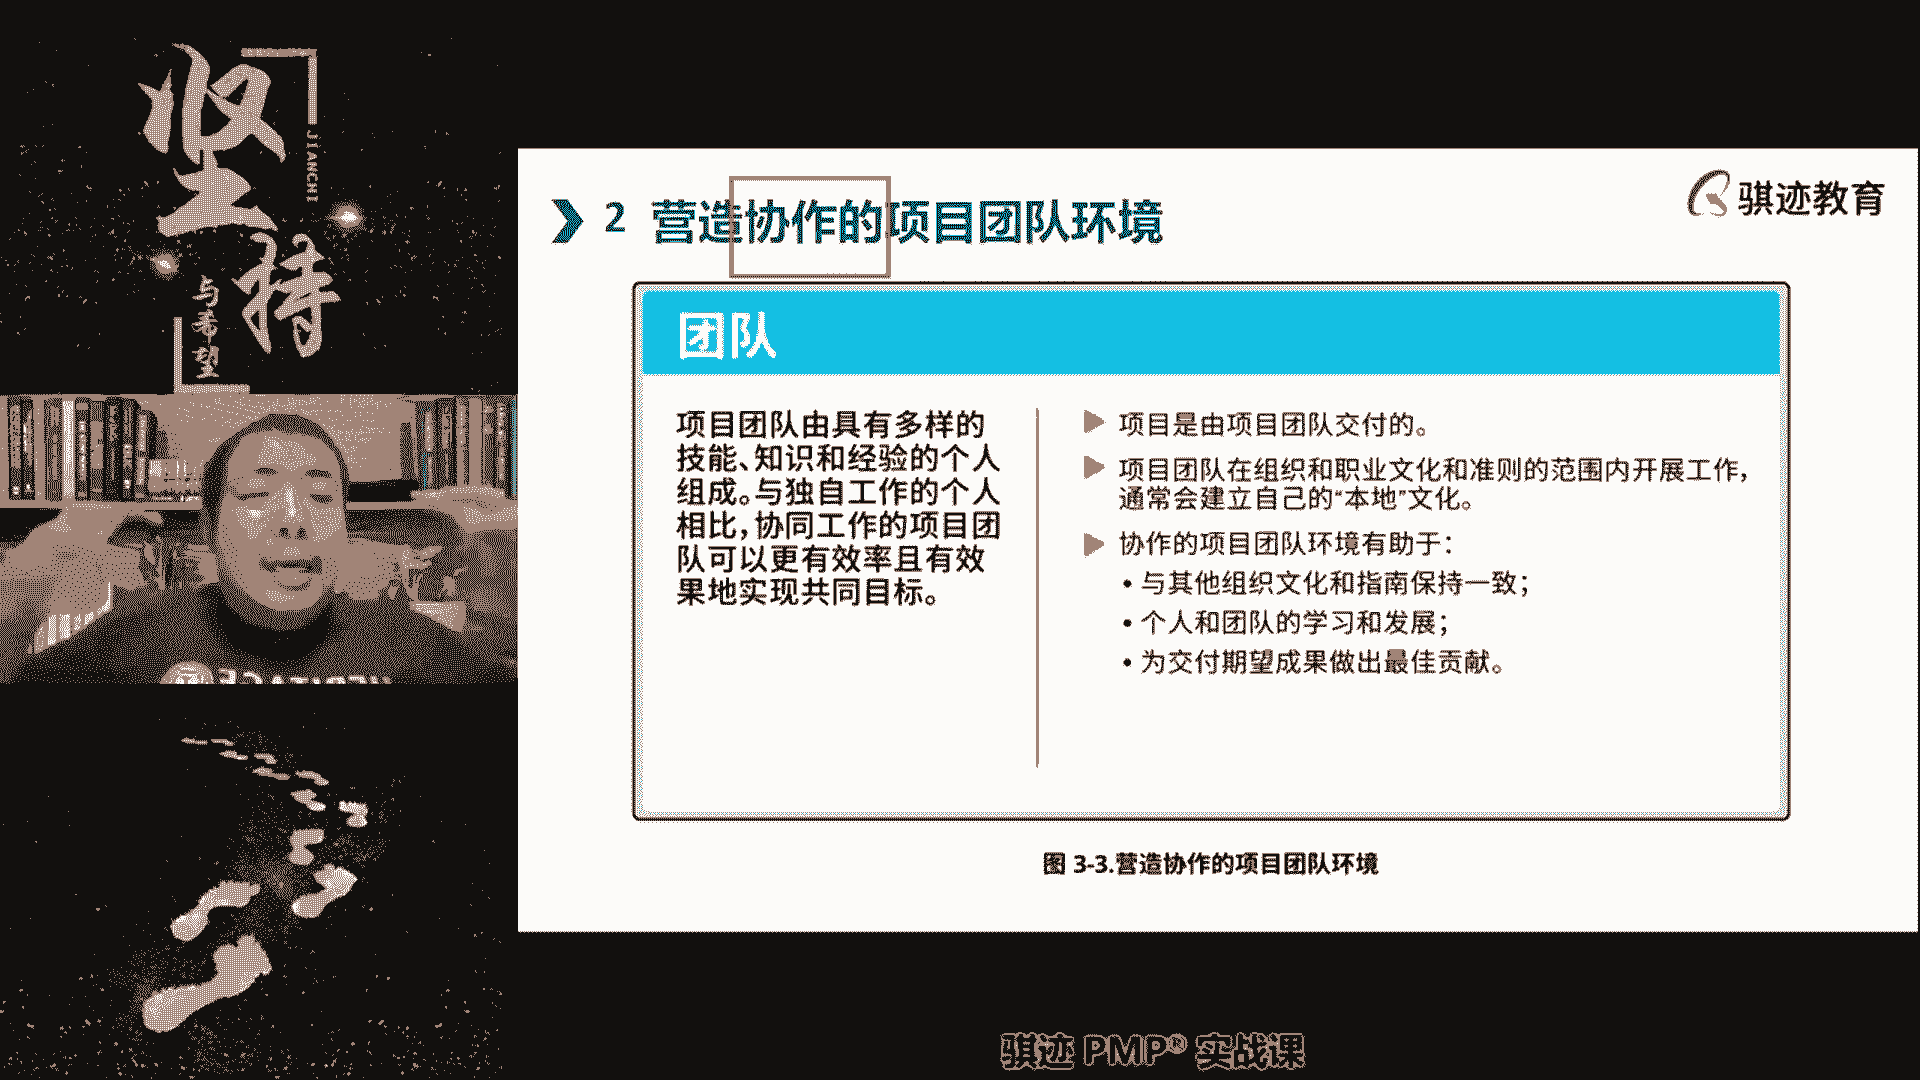 坚持
JIANCHI
与希望
骐迹教育
2 营造协作的项目团队环境
团队
项目团队由具有多样的
技能、知识和经验的个人
组成。与独自工作的个人
相比，协同工作的项目团
队可以更有效率且有效
果地实现共同目标。
项目是由项目团队交付的。
项目团队在组织和职业文化和准则的范围内开展工作，
通常会建立自己的“本地”文化。
协作的项目团队环境有助于：
• 与其他组织文化和指南保持一致；
• 个人和团队的学习和发展；
• 为交付期望成果做出最佳贡献。
图 3-3.营造协作的项目团队环境
骐迹 PMP® 实战课